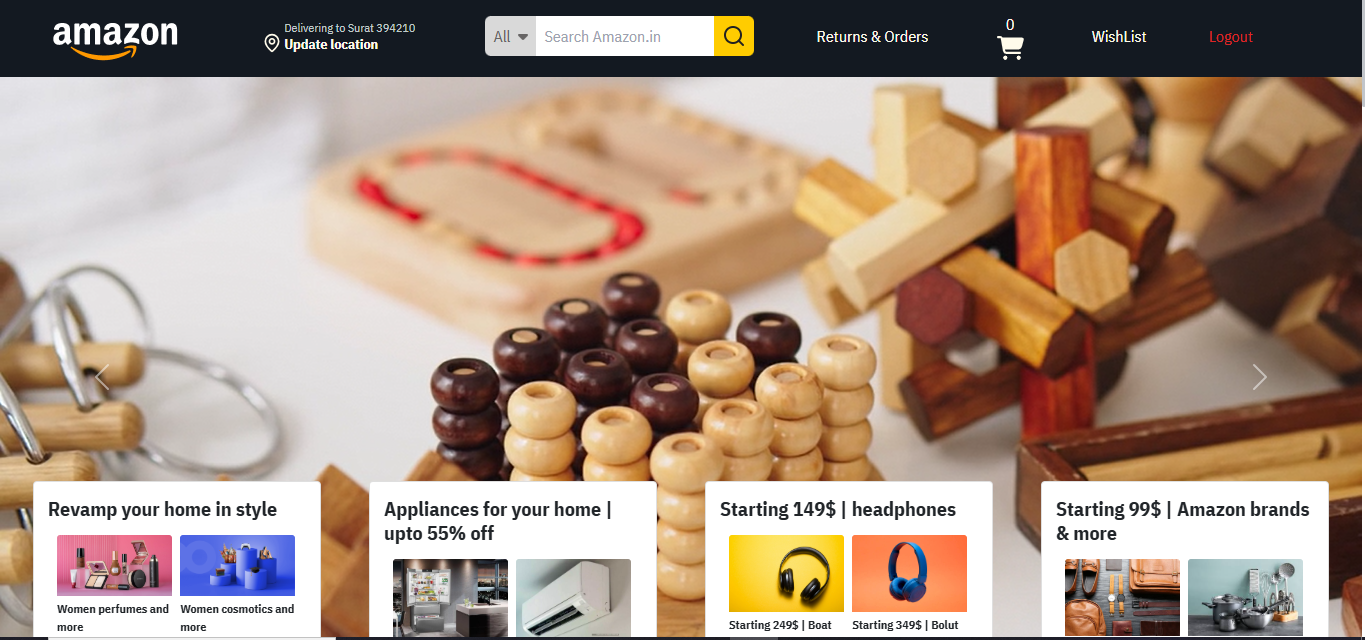 amazon
Delivering to Surat 394210
Update location
All
Search Amazon.in
Returns & Orders
0
WishList
Logout
Revamp your home in style
Women perfumes and
more
Women cosmotics and
more
Appliances for your home |
upto 55% off
Starting 149$ | headphones
Starting 249$ | Boat
Starting 349$ | Bolut
Starting 99$ | Amazon brands
& more